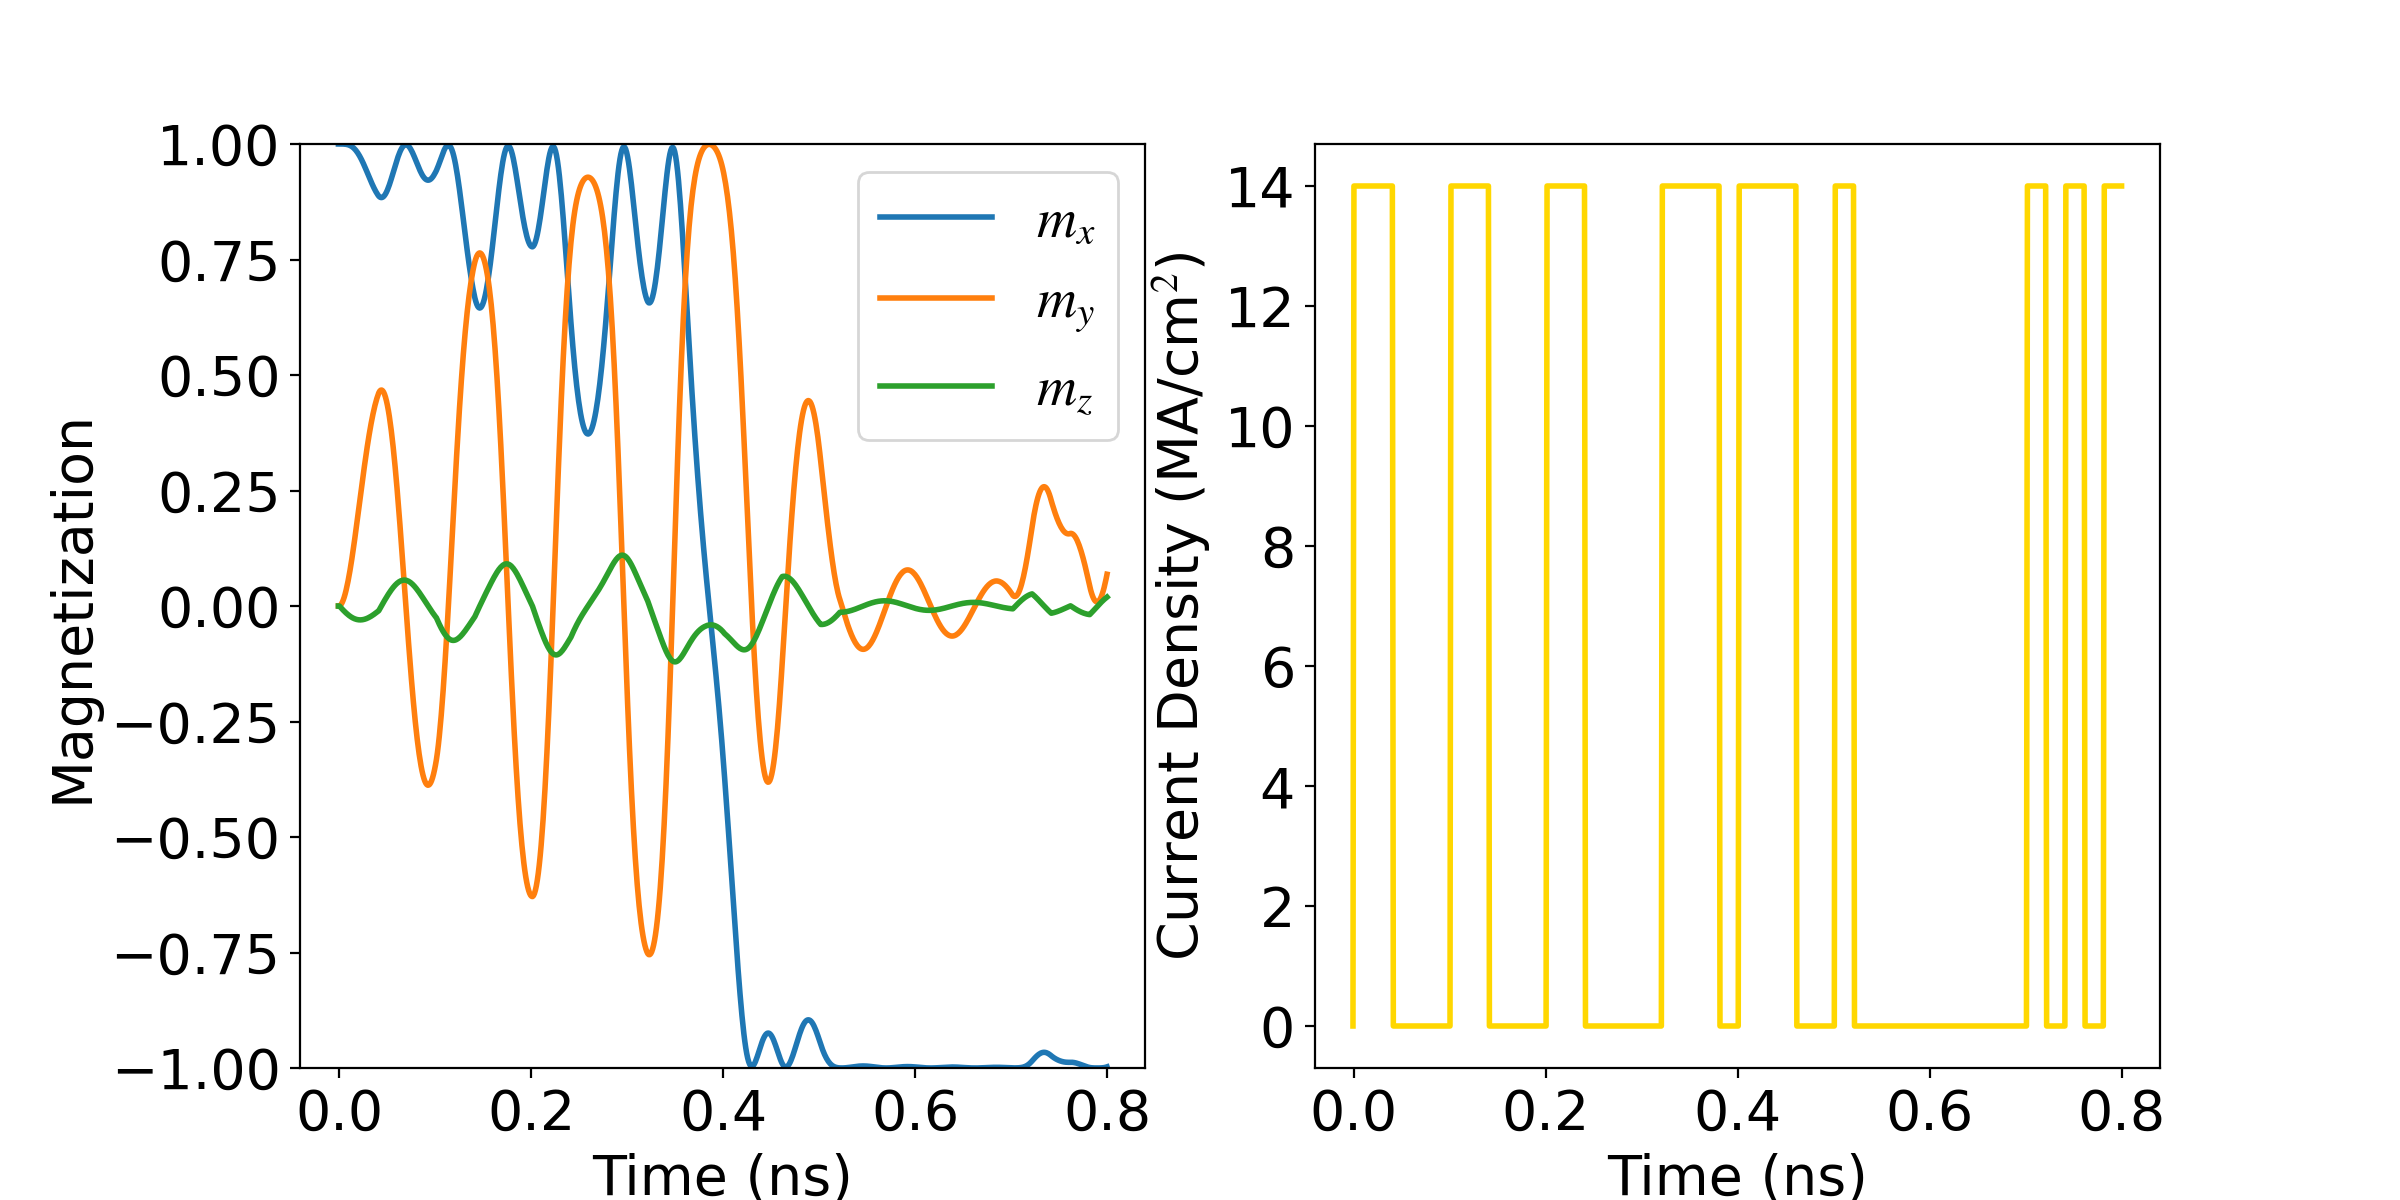 Magnetization
1.00
0.75
0.50
0.25
0.00
−0.25
−0.50
−0.75
−1.00
0.0 0.2 0.4 0.6 0.8
Time (ns)
m_x
m_y
m_z
Current Density (MA/cm²)
14
12
10
8
6
4
2
0
0.0 0.2 0.4 0.6 0.8
Time (ns)